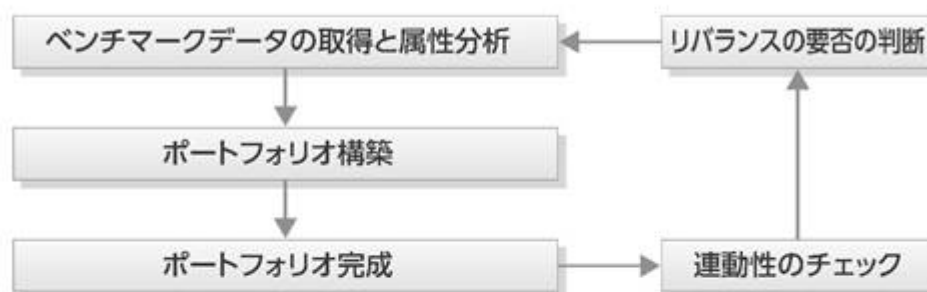 ベンチマークデータの取得と属性分析
リバランスの要否の判断
ポートフォリオ構築
ポートフォリオ完成
連動性のチェック